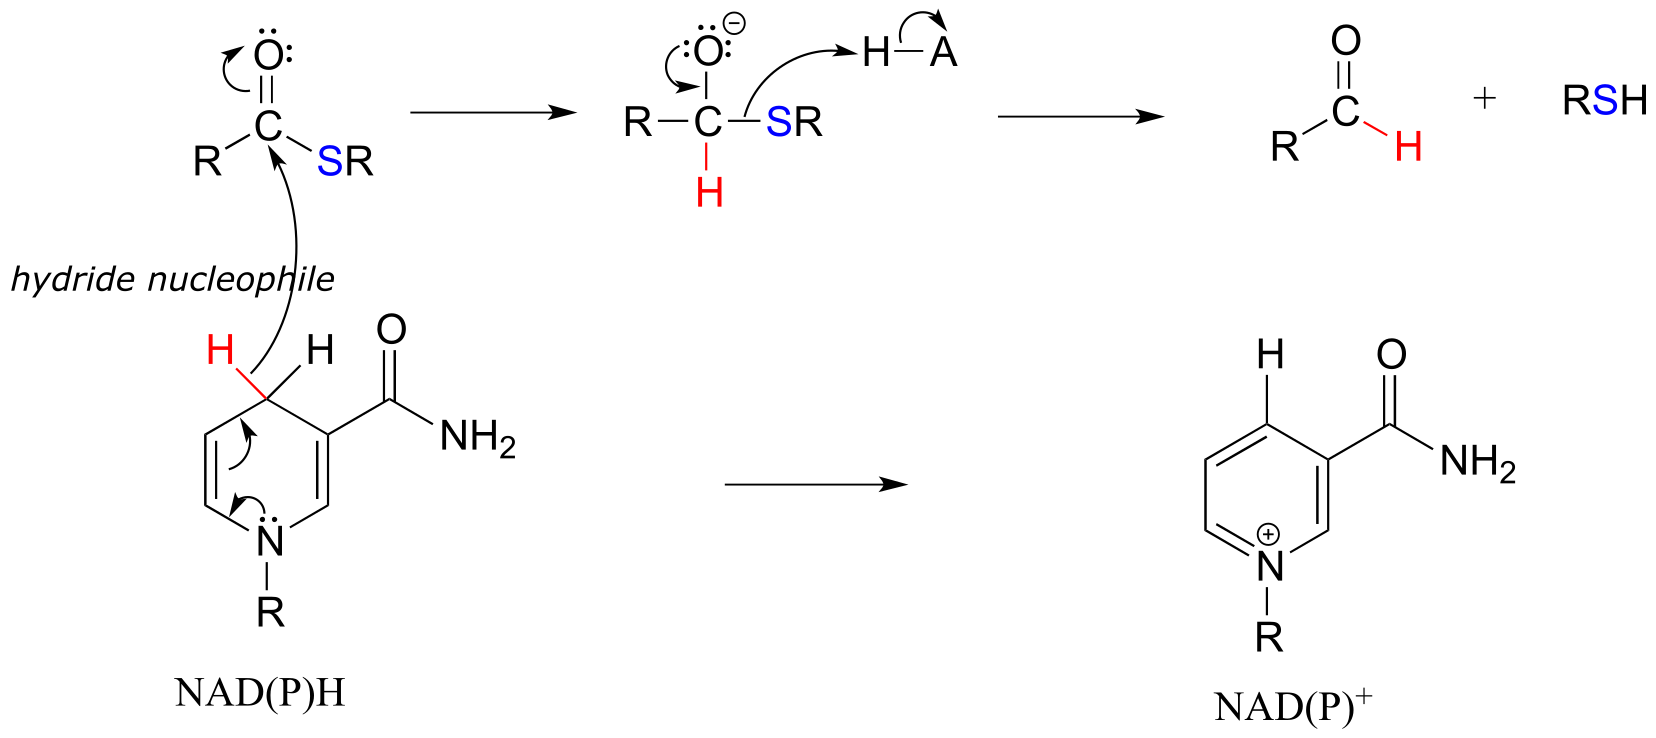 O
C
R
SR
O
⊖
R
C
SR
H
H
A
O
C
R
H
+
RSH
hydride nucleophile
H
H
O
NH₂
N
R
NAD(P)H
H
O
NH₂
⊕
N
R
NAD(P)⁺